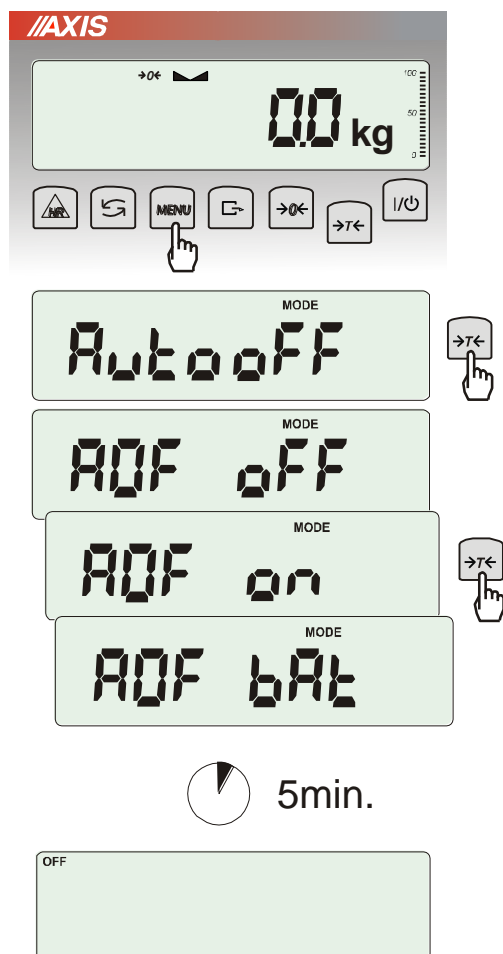 AXIS
→0←
100
50
0
0.0 kg
HR MENU →0← →T← I/⏻
MODE
AutooFF
→T←
MODE
AOF oFF
MODE
AOF on
→T←
MODE
AOF bAt
5min.
OFF